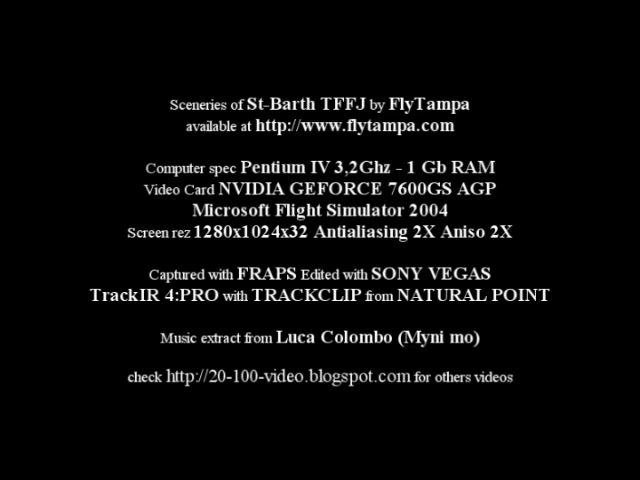 Sceneries of St-Barth TFFJ by FlyTampa
available at http://www.flytampa.com
Computer spec Pentium IV 3,2Ghz - 1 Gb RAM
Video Card NVIDIA GEFORCE 7600GS AGP
Microsoft Flight Simulator 2004
Screen rez 1280x1024x32 Antialiasing 2X Aniso 2X
Captured with FRAPS Edited with SONY VEGAS
TrackIR 4:PRO with TRACKCLIP from NATURAL POINT
Music extract from Luca Colombo (Myni mo)
check http://20-100-video.blogspot.com for others videos